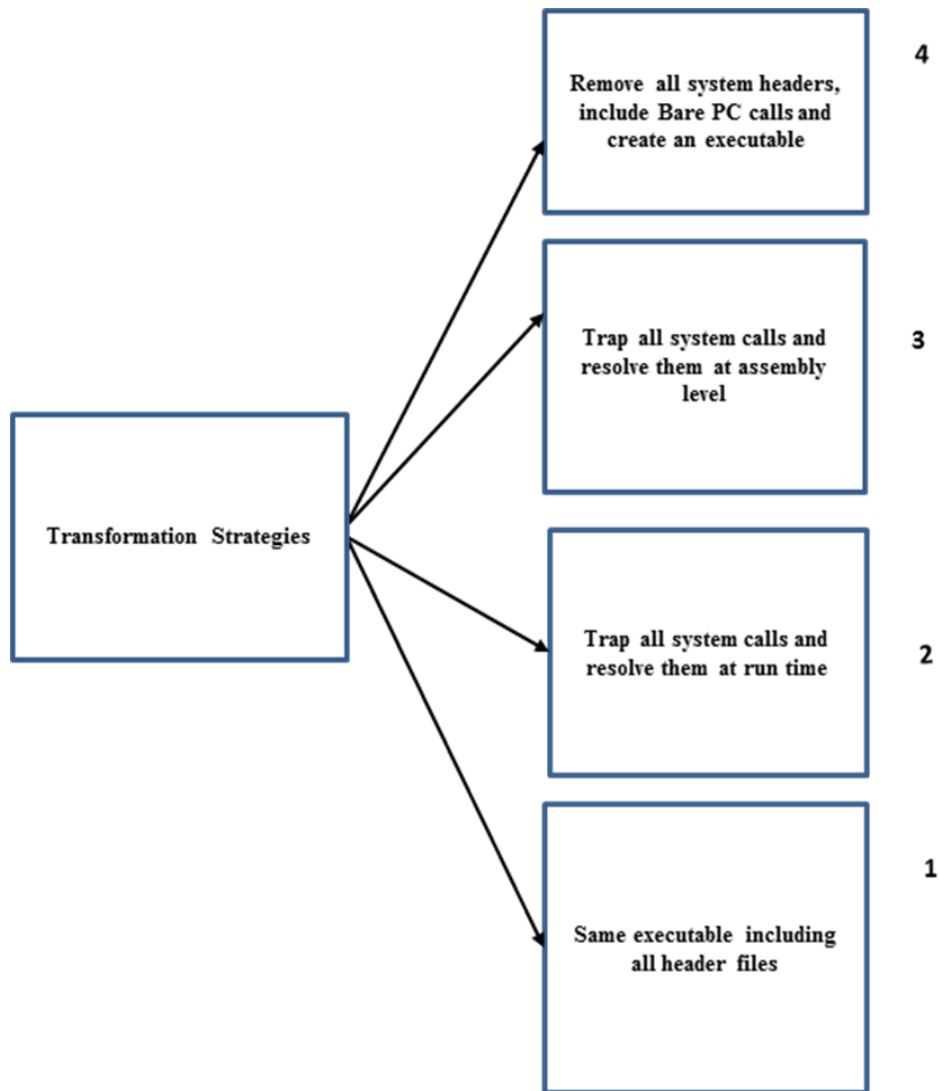 4
Remove all system headers,
include Bare PC calls and
create an executable
3
Trap all system calls and
resolve them at assembly
level
Transformation Strategies
2
Trap all system calls and
resolve them at run time
1
Same executable including
all header files